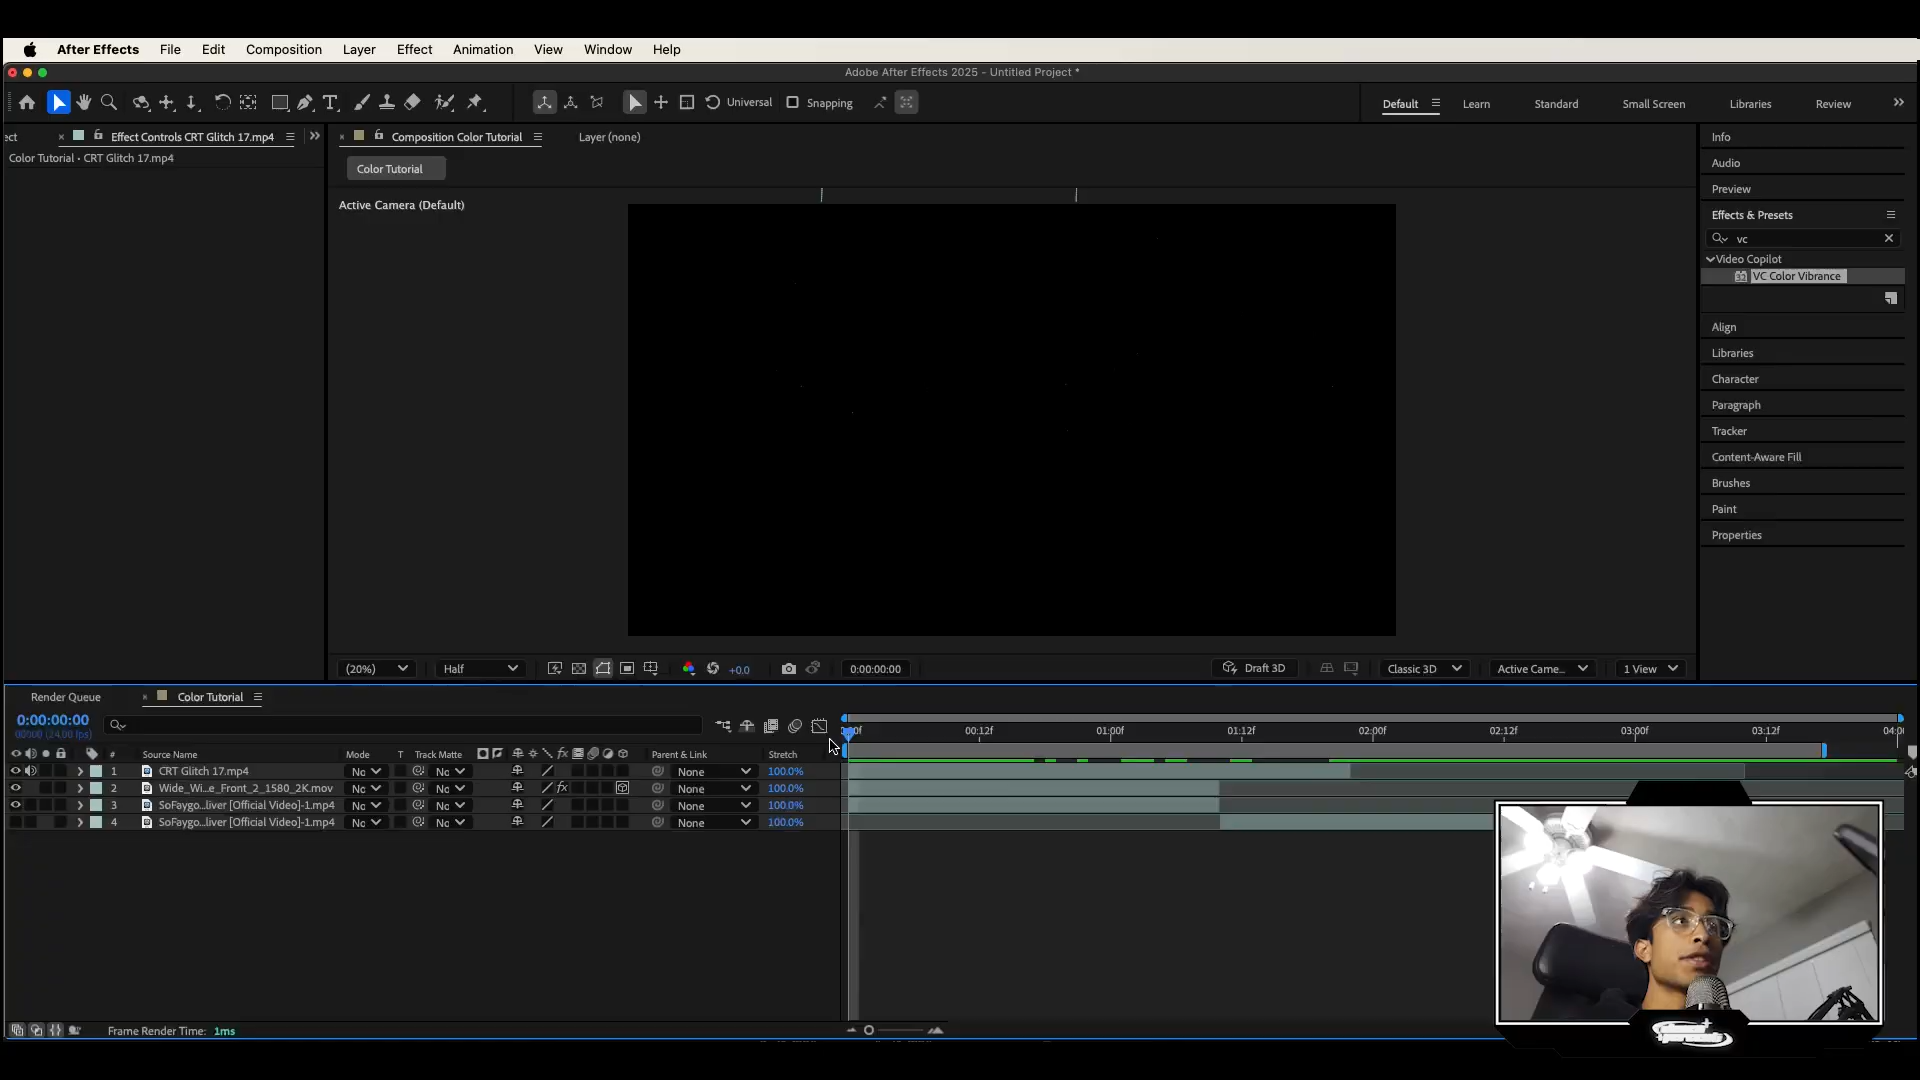 After Effects File Edit Composition Layer Effect Animation View Window Help
Adobe After Effects 2025 - Untitled Project *
Universal Snapping Default Learn Standard Small Screen Libraries Review
ect Effect Controls CRT Glitch 17.mp4 Composition Color Tutorial Layer (none)
Color Tutorial • CRT Glitch 17.mp4
Color Tutorial
Active Camera (Default)
Info
Audio
Preview
Effects & Presets
vc
Video Copilot
VC Color Vibrance
Align
Libraries
Character
Paragraph
Tracker
Content-Aware Fill
Brushes
Paint
Properties
(20%) Half +0.0 0:00:00:00 Draft 3D Classic 3D Active Came... 1 View
Render Queue Color Tutorial
0:00:00:00
00000 (24.00 fps)
00f 00:12f 01:00f 01:12f 02:00f 02:12f 03:00f 03:12f 04:0
# Source Name Mode T Track Matte fx Parent & Link Stretch
1 CRT Glitch 17.mp4 Nc Nc None 100.0%
2 Wide_Wi...e_Front_2_1580_2K.mov Nc Nc fx None 100.0%
3 SoFaygo...liver [Official Video]-1.mp4 Nc Nc None 100.0%
4 SoFaygo...liver [Official Video]-1.mp4 Nc Nc None 100.0%
Frame Render Time: 1ms